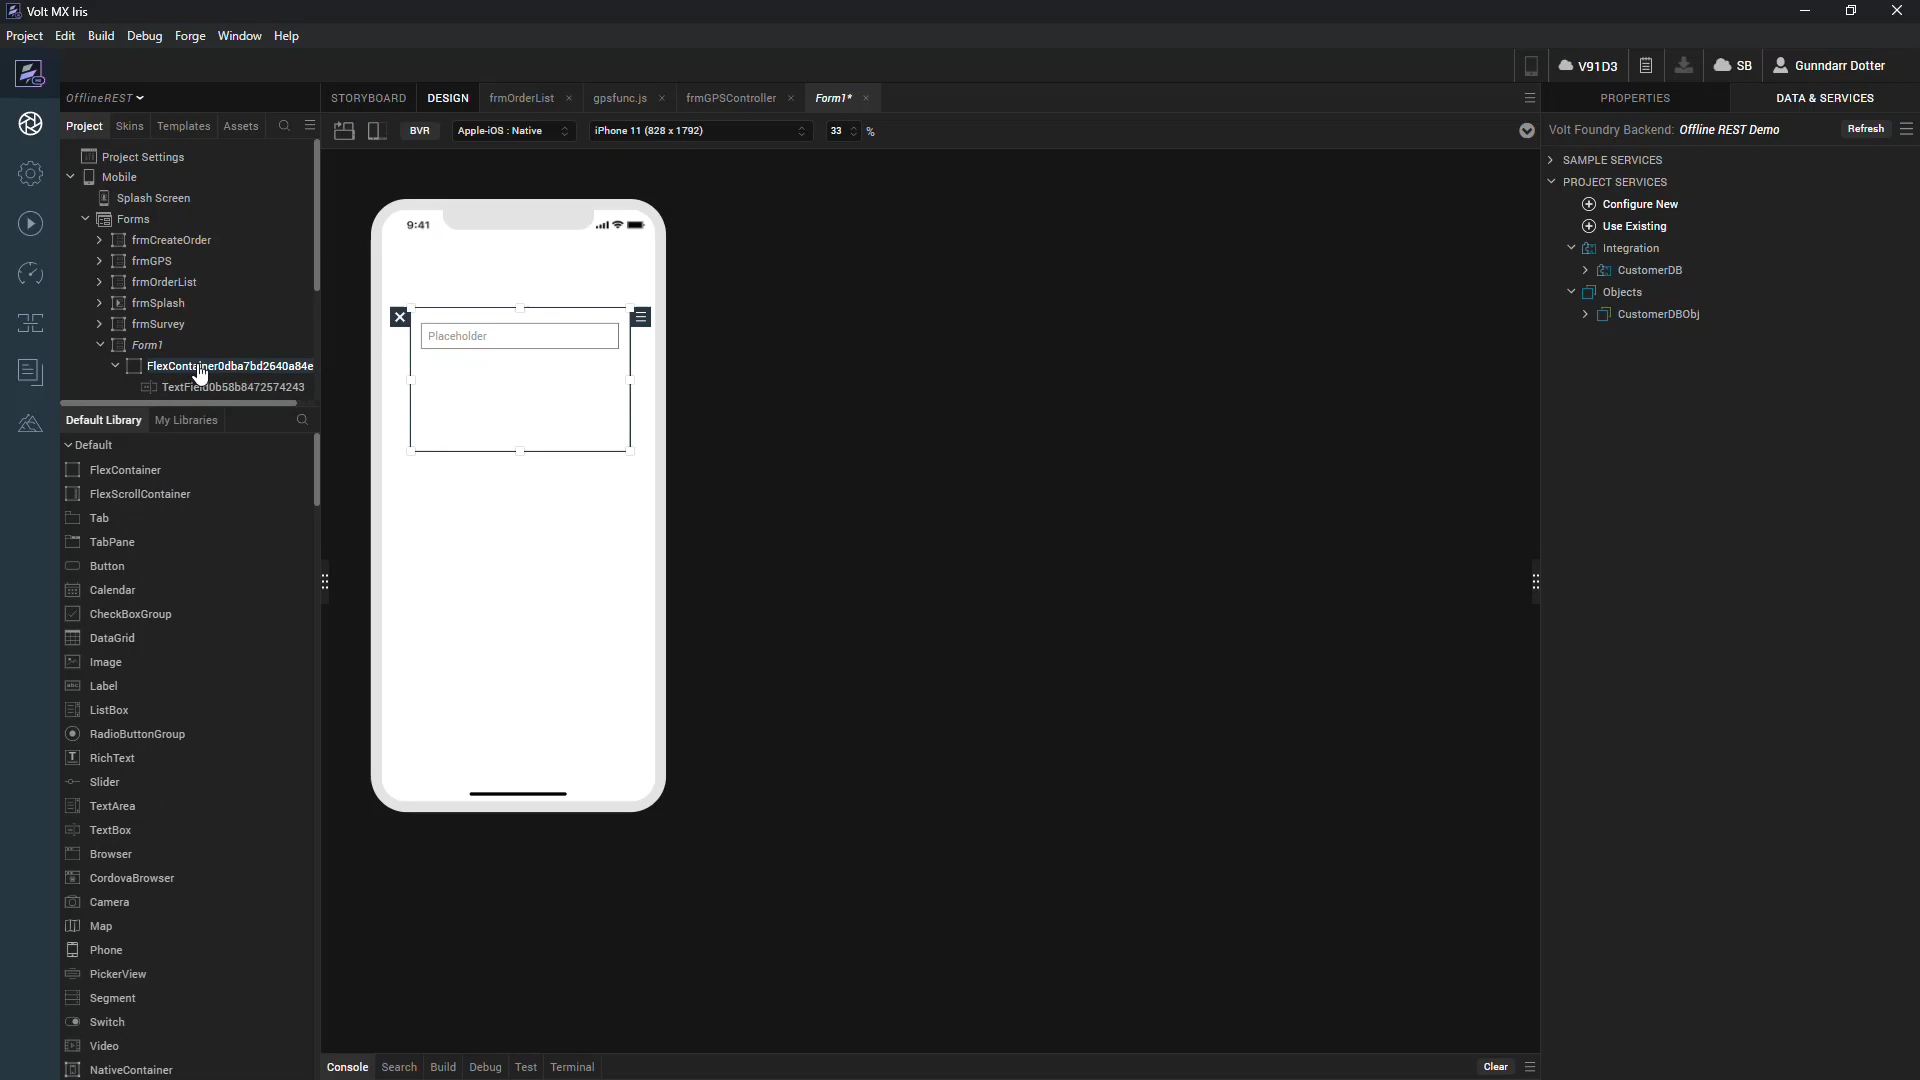 Volt MX Iris
Project Edit Build Debug Forge Window Help
V91D3 SB Gunndarr Dotter
OfflineREST STORYBOARD DESIGN frmOrderList × gpsfunc.js × frmGPSController × Form1* × PROPERTIES DATA & SERVICES
Project Skins Templates Assets BVR Apple-iOS : Native iPhone 11 (828 x 1792) 33 % Volt Foundry Backend: Offline REST Demo Refresh
Project Settings
Mobile
Splash Screen
Forms
frmCreateOrder
frmGPS
frmOrderList
frmSplash
frmSurvey
Form1
FlexContainer0dba7bd2640a84e
TextField0b58b8472574243
Default Library My Libraries
Default
FlexContainer
FlexScrollContainer
Tab
TabPane
Button
Calendar
CheckBoxGroup
DataGrid
Image
Label
ListBox
RadioButtonGroup
RichText
Slider
TextArea
TextBox
Browser
CordovaBrowser
Camera
Map
Phone
PickerView
Segment
Switch
Video
NativeContainer
9:41
Placeholder
SAMPLE SERVICES
PROJECT SERVICES
Configure New
Use Existing
Integration
CustomerDB
Objects
CustomerDBObj
Console Search Build Debug Test Terminal Clear